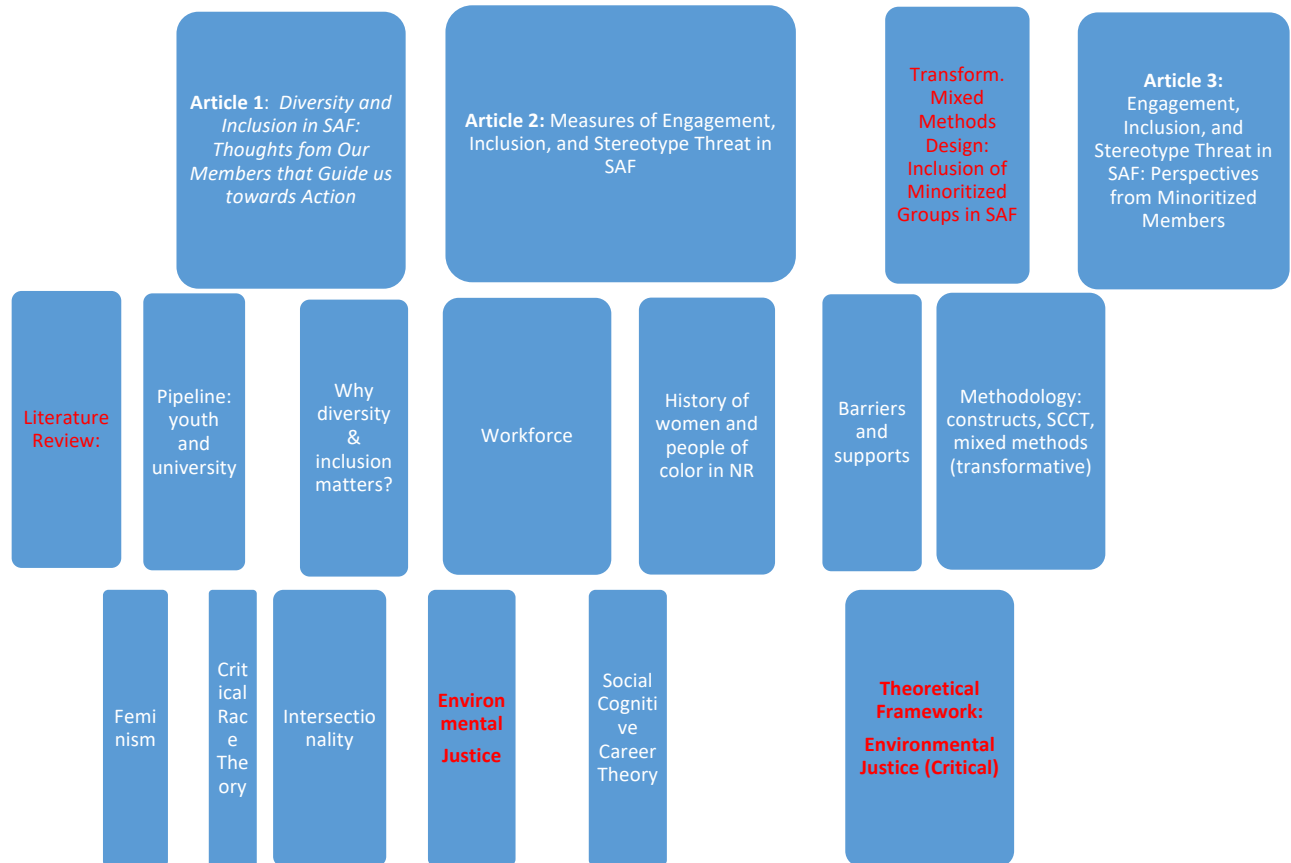 Article 1: Diversity and
Inclusion in SAF:
Thoughts fom Our
Members that Guide us
towards Action
Article 2: Measures of Engagement,
Inclusion, and Stereotype Threat in
SAF
Transform.
Mixed
Methods
Design:
Inclusion of
Minoritized
Groups in SAF
Article 3:
Engagement,
Inclusion, and
Stereotype Threat in
SAF: Perspectives
from Minoritized
Members
Literature
Review:
Pipeline:
youth
and
university
Why
diversity
&
inclusion
matters?
Workforce
History of
women and
people of
color in NR
Barriers
and
supports
Methodology:
constructs, SCCT,
mixed methods
(transformative)
Femi
nism
Crit
ical
Rac
e
The
ory
Intersectio
nality
Environ
mental
Justice
Social
Cogniti
ve
Career
Theory
Theoretical
Framework:
Environmental
Justice (Critical)